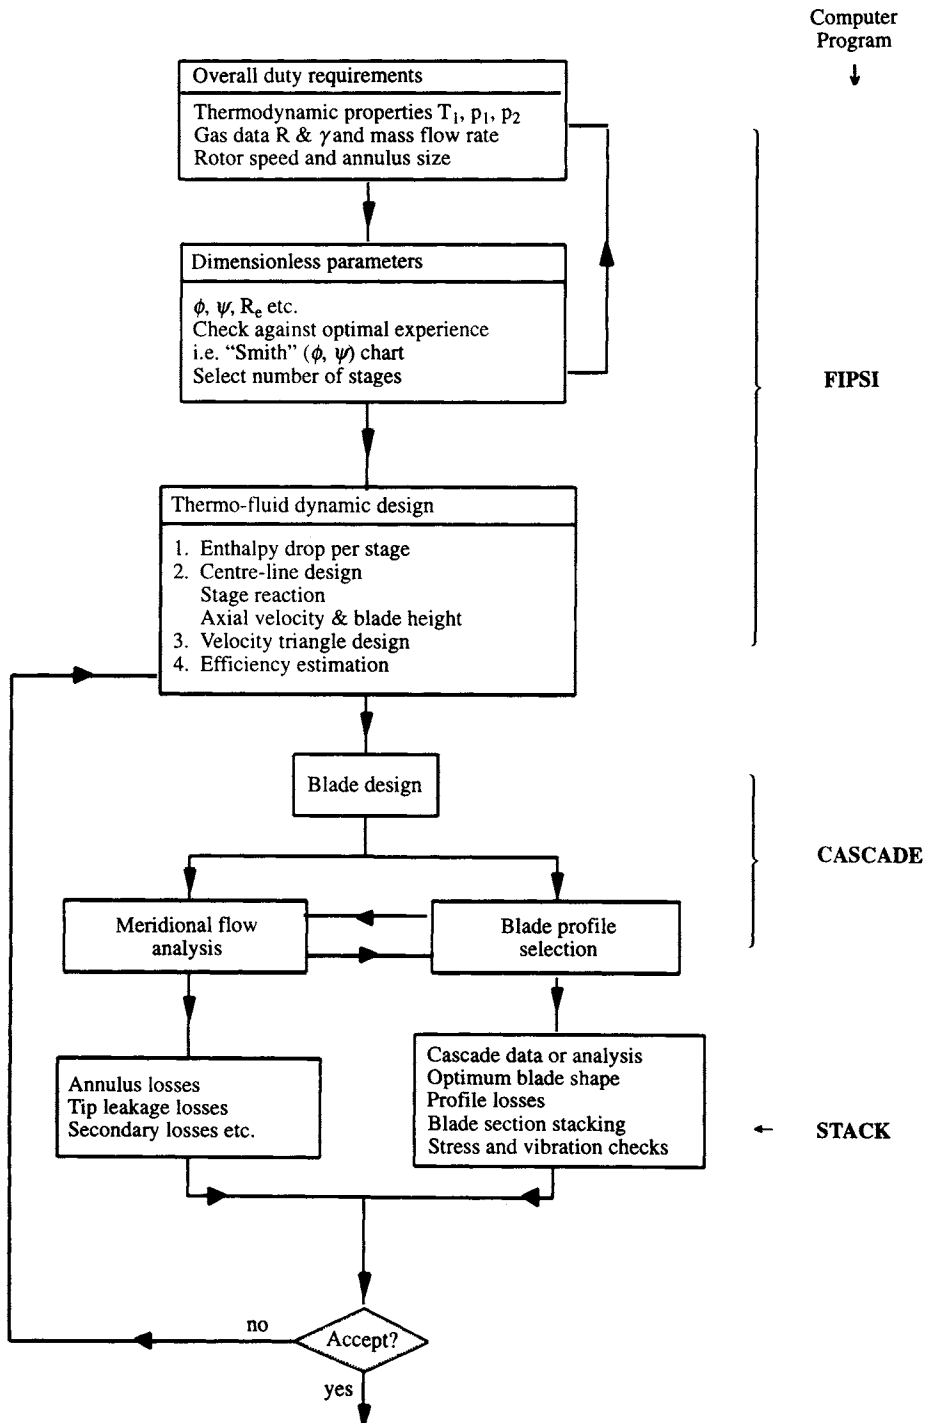 Computer
Program
Overall duty requirements
Thermodynamic properties T₁, p₁, p₂
Gas data R & γ and mass flow rate
Rotor speed and annulus size
Dimensionless parameters
ϕ, ψ, Rₑ etc.
Check against optimal experience
i.e. “Smith” (ϕ, ψ) chart
Select number of stages
FIPSI
Thermo-fluid dynamic design
1. Enthalpy drop per stage
2. Centre-line design
Stage reaction
Axial velocity & blade height
3. Velocity triangle design
4. Efficiency estimation
Blade design
CASCADE
Meridional flow
analysis
Blade profile
selection
Annulus losses
Tip leakage losses
Secondary losses etc.
Cascade data or analysis
Optimum blade shape
Profile losses
Blade section stacking
Stress and vibration checks
STACK
no
Accept?
yes